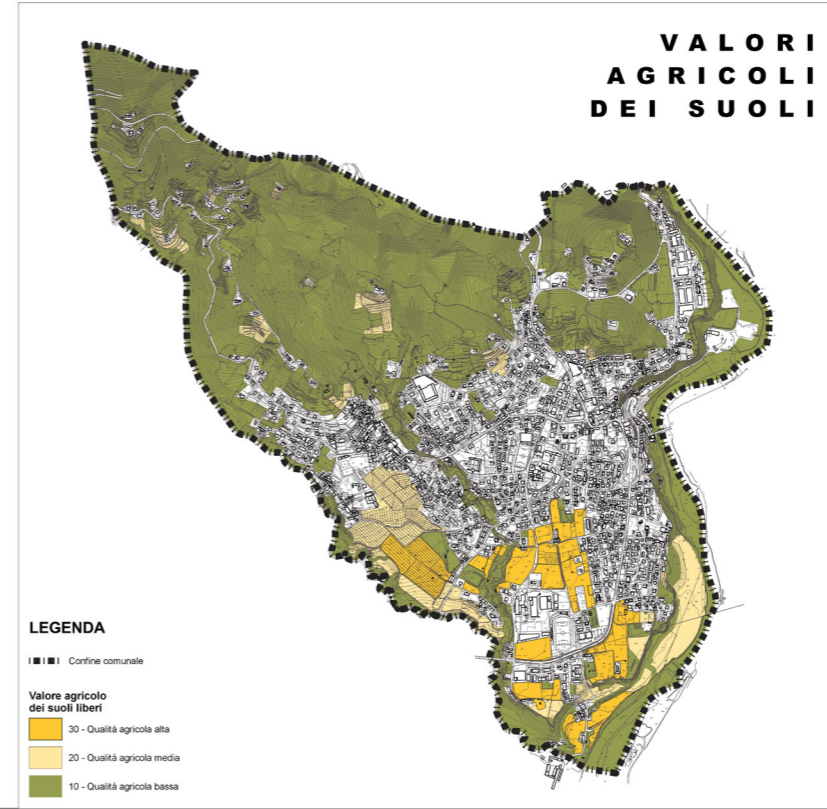 VALORI
AGRICOLI
DEI SUOLI
LEGENDA
Confine comunale
Valore agricolo
dei suoli liberi
30 - Qualità agricola alta
20 - Qualità agricola media
10 - Qualità agricola bassa